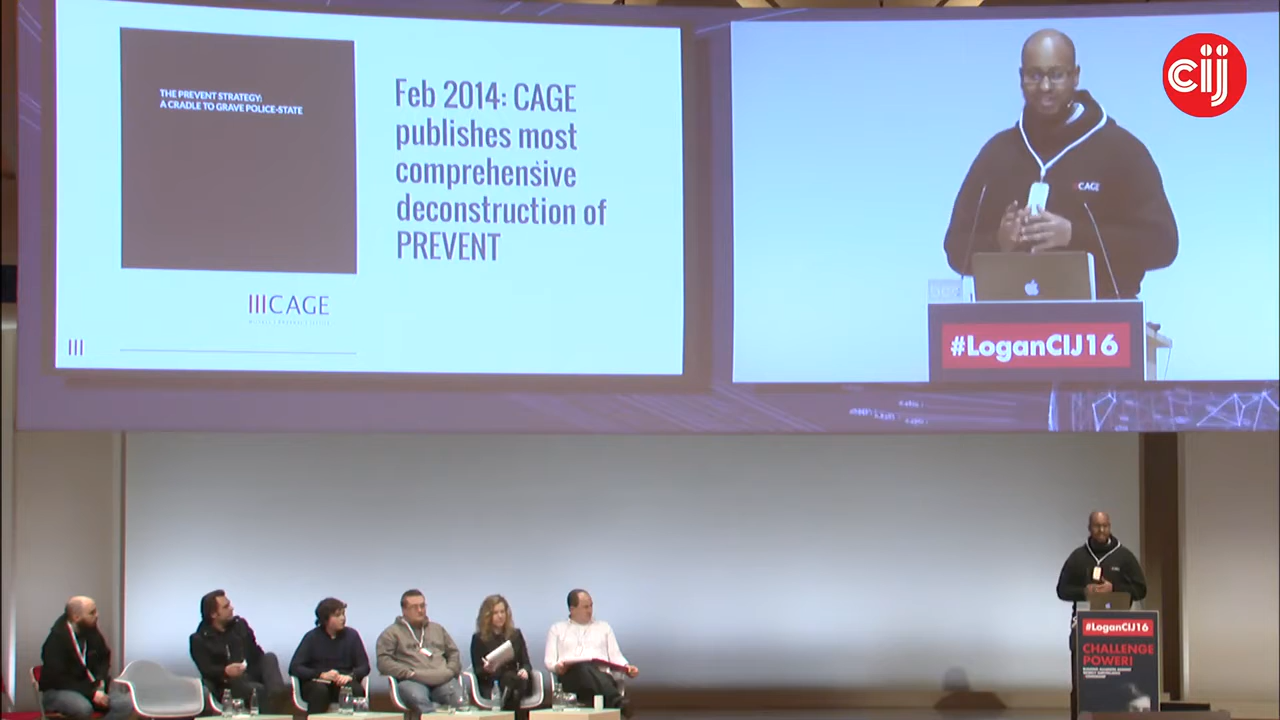 THE PREVENT STRATEGY:
A CRADLE TO GRAVE POLICE-STATE
Feb 2014: CAGE
publishes most
comprehensive
deconstruction of
PREVENT
CAGE
cij
CAGE
#LoganCIJ16
#LoganCIJ16
CHALLENGE
POWER!